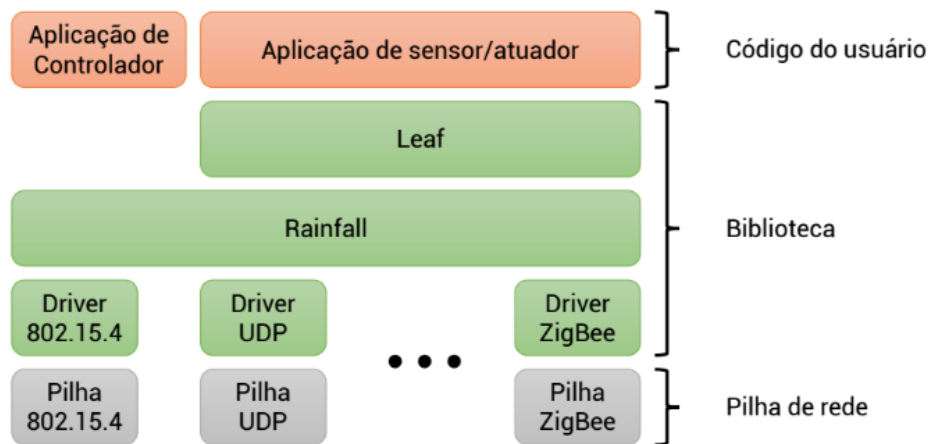 Aplicação de
Controlador
Aplicação de sensor/atuador
Código do usuário
Leaf
Rainfall
Biblioteca
Driver
802.15.4
Driver
UDP
Driver
ZigBee
Pilha
802.15.4
Pilha
UDP
Pilha
ZigBee
Pilha de rede